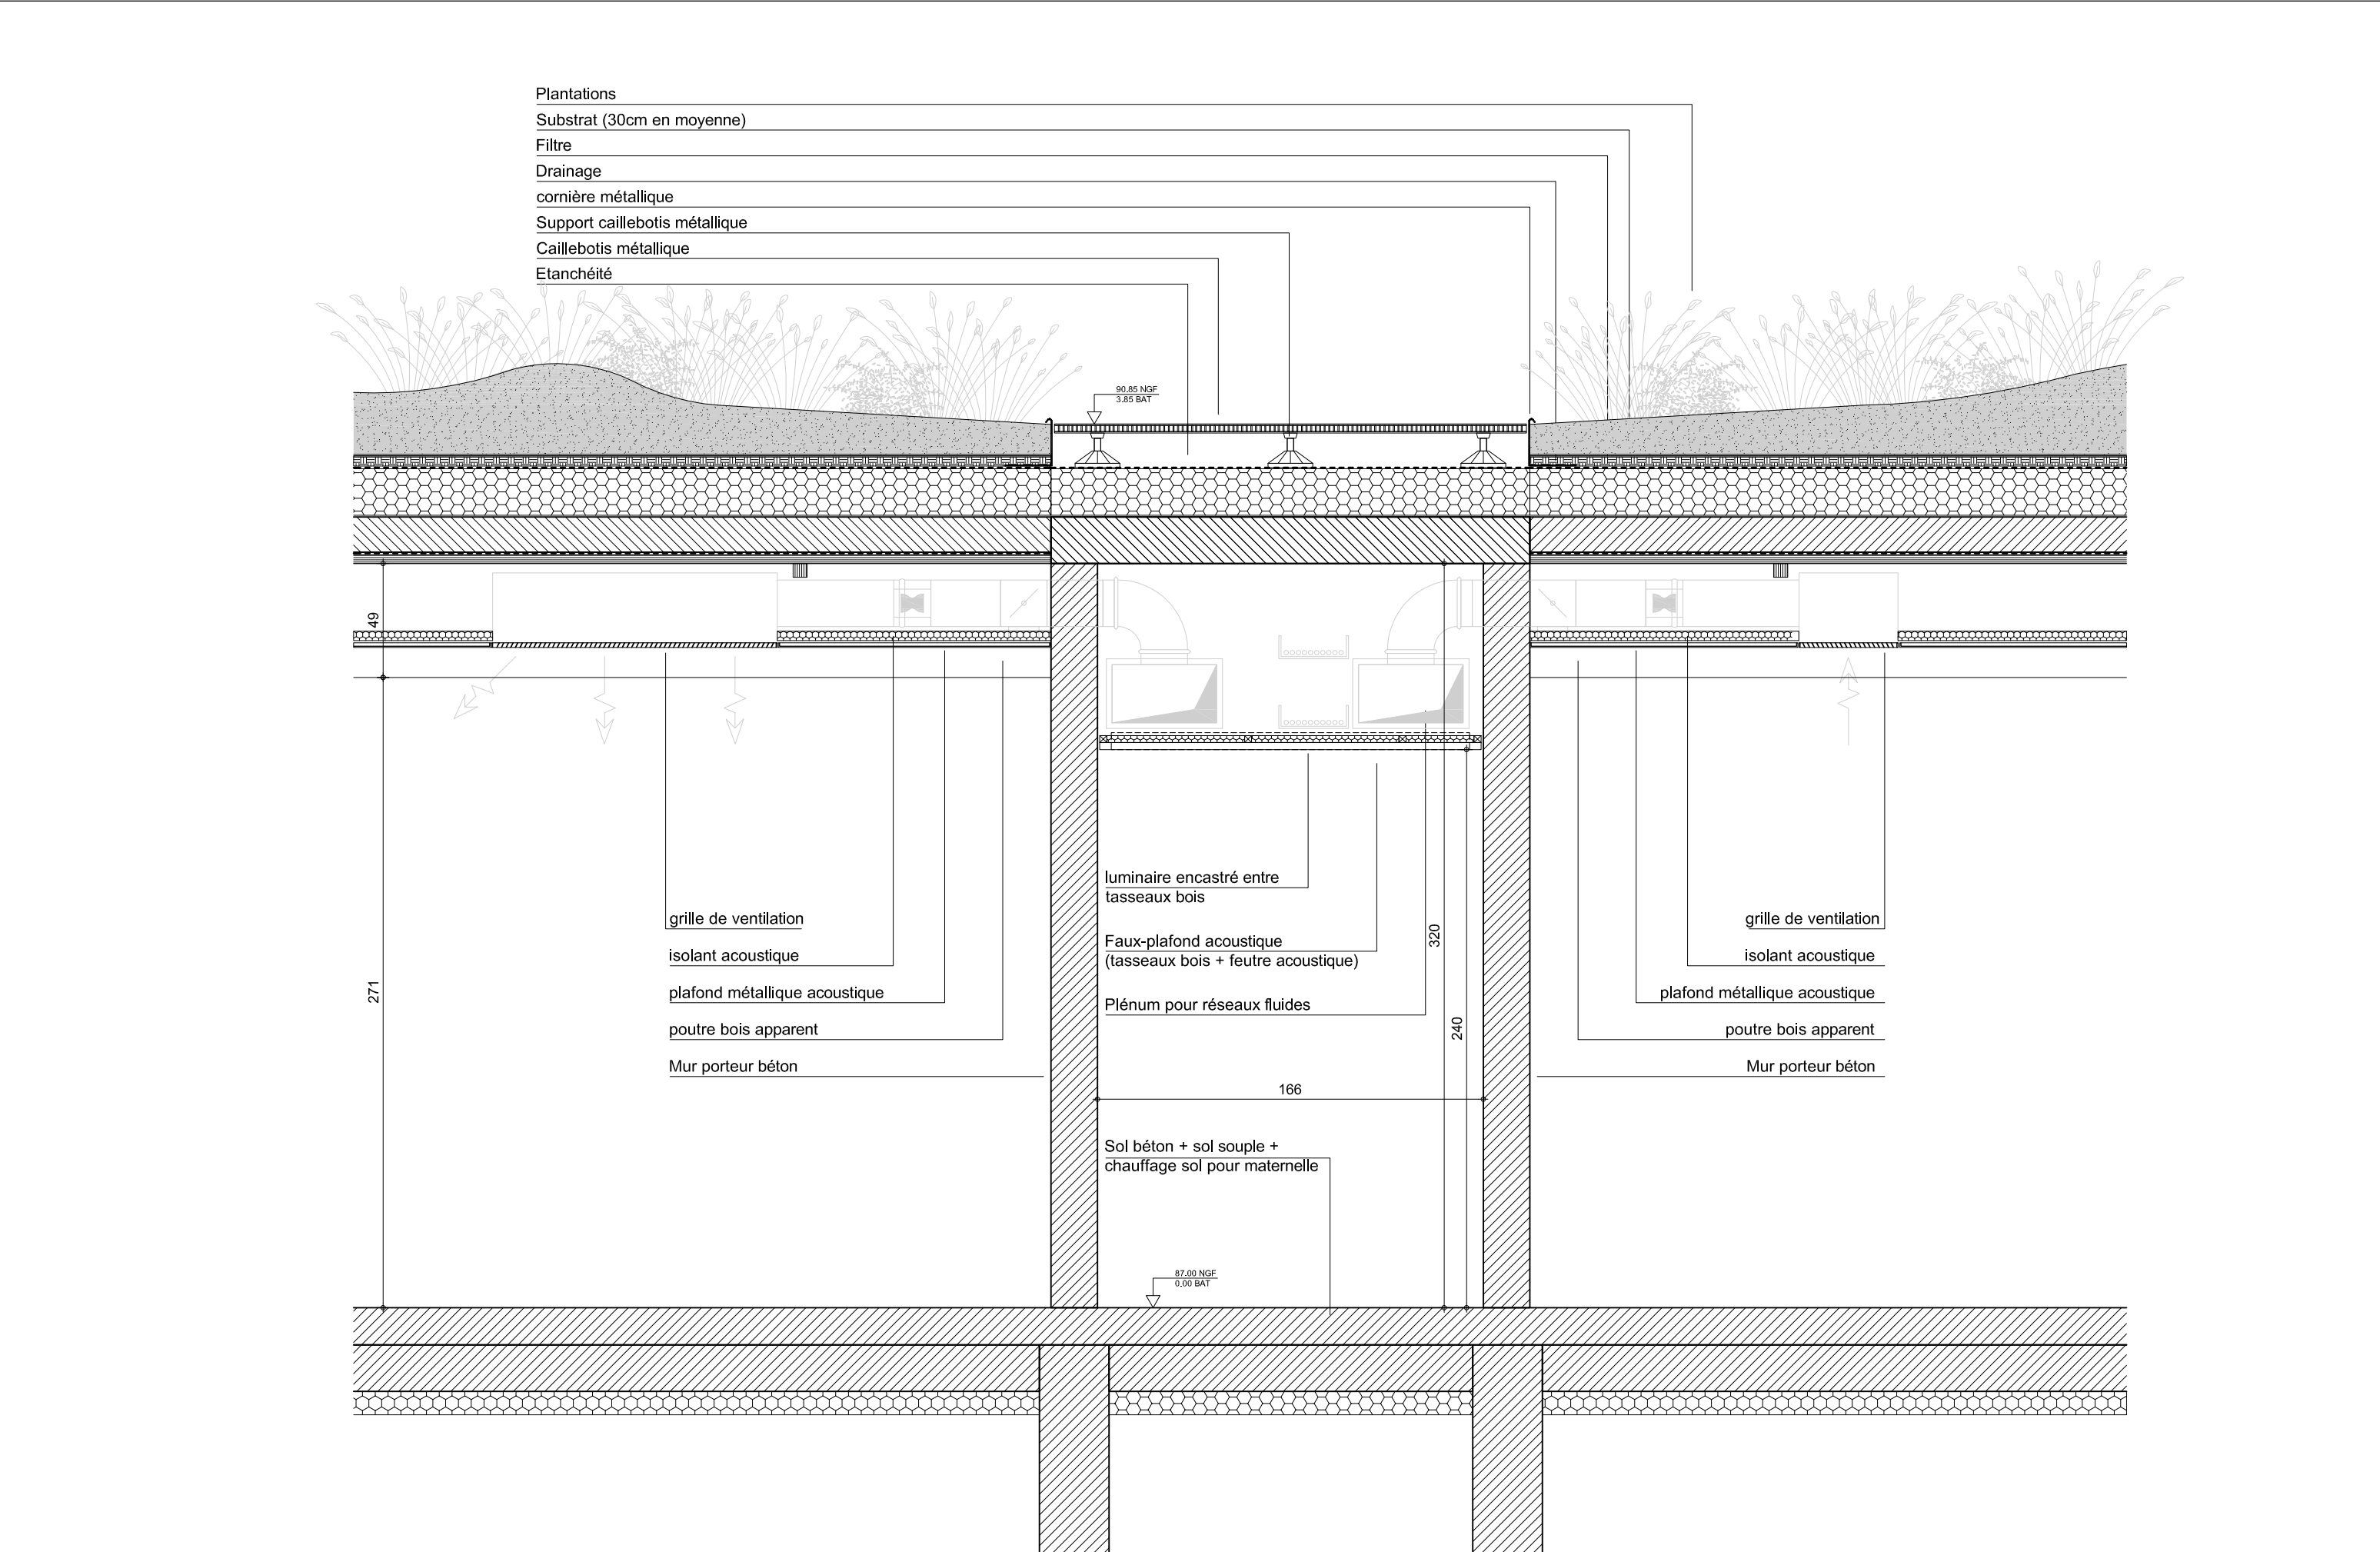 Plantations
Substrat (30cm en moyenne)
Filtre
Drainage
cornière métallique
Support caillebotis métallique
Caillebotis métallique
Etanchéité
90.85 NGF
3.85 BAT
49
271
luminaire encastré entre
tasseaux bois
Faux-plafond acoustique
(tasseaux bois + feutre acoustique)
Plénum pour réseaux fluides
320
240
grille de ventilation
isolant acoustique
plafond métallique acoustique
poutre bois apparent
Mur porteur béton
grille de ventilation
isolant acoustique
plafond métallique acoustique
poutre bois apparent
Mur porteur béton
166
Sol béton + sol souple +
chauffage sol pour maternelle
87.00 NGF
0.00 BAT